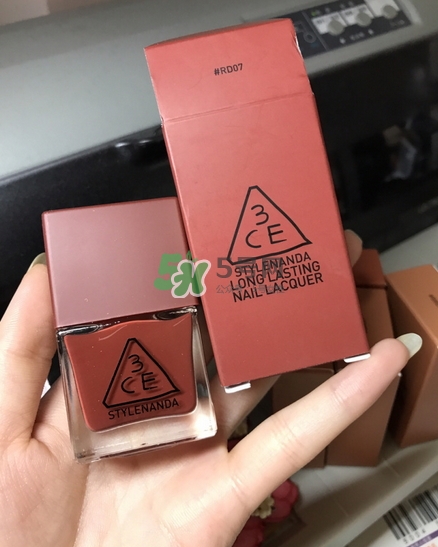 #RD07
3
CE
STYLENANDA
LONG LASTING
NAIL LACQUER
3
CE
STYLENANDA